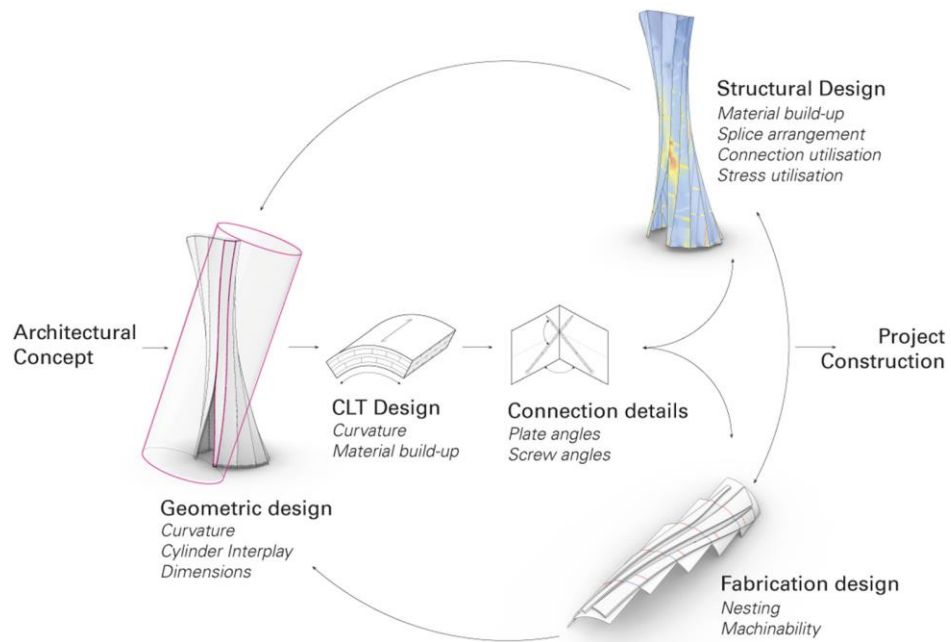 Structural Design
Material build-up
Splice arrangement
Connection utilisation
Stress utilisation
Architectural
Concept
Project
Construction
CLT Design
Curvature
Material build-up
Connection details
Plate angles
Screw angles
Geometric design
Curvature
Cylinder Interplay
Dimensions
Fabrication design
Nesting
Machinability